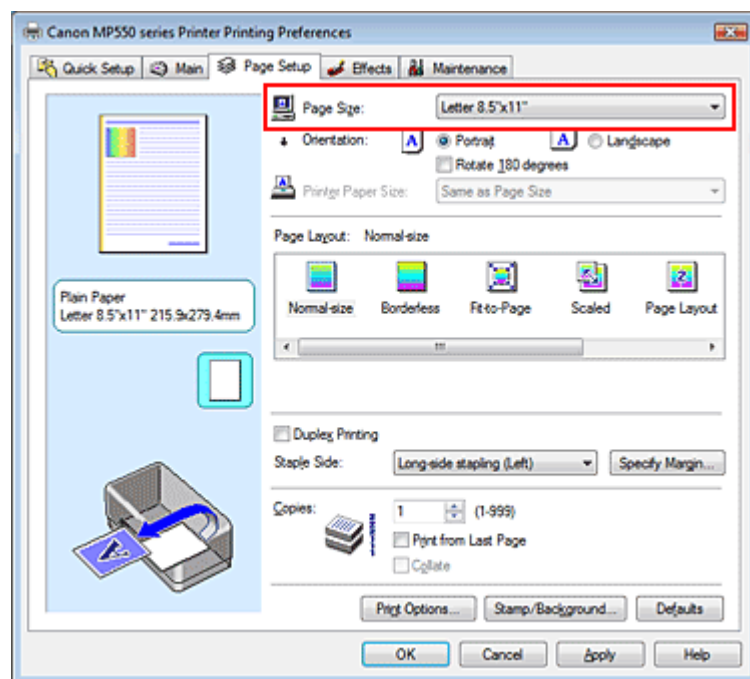 Canon MP550 series Printer Printing Preferences
Quick Setup Main Page Setup Effects Maintenance
Page Size: Letter 8.5"x11"
Orientation: A Portrait A Landscape
Rotate 180 degrees
Printer Paper Size: Same as Page Size
Page Layout: Normal-size
Normal-size Borderless Fit-to-Page Scaled Page Layout
Plain Paper
Letter 8.5"x11" 215.9x279.4mm
Duplex Printing
Staple Side: Long-side stapling (Left) Specify Margin...
Copies: 1 (1-999)
Print from Last Page
Collate
Print Options... Stamp/Background... Defaults
OK Cancel Apply Help